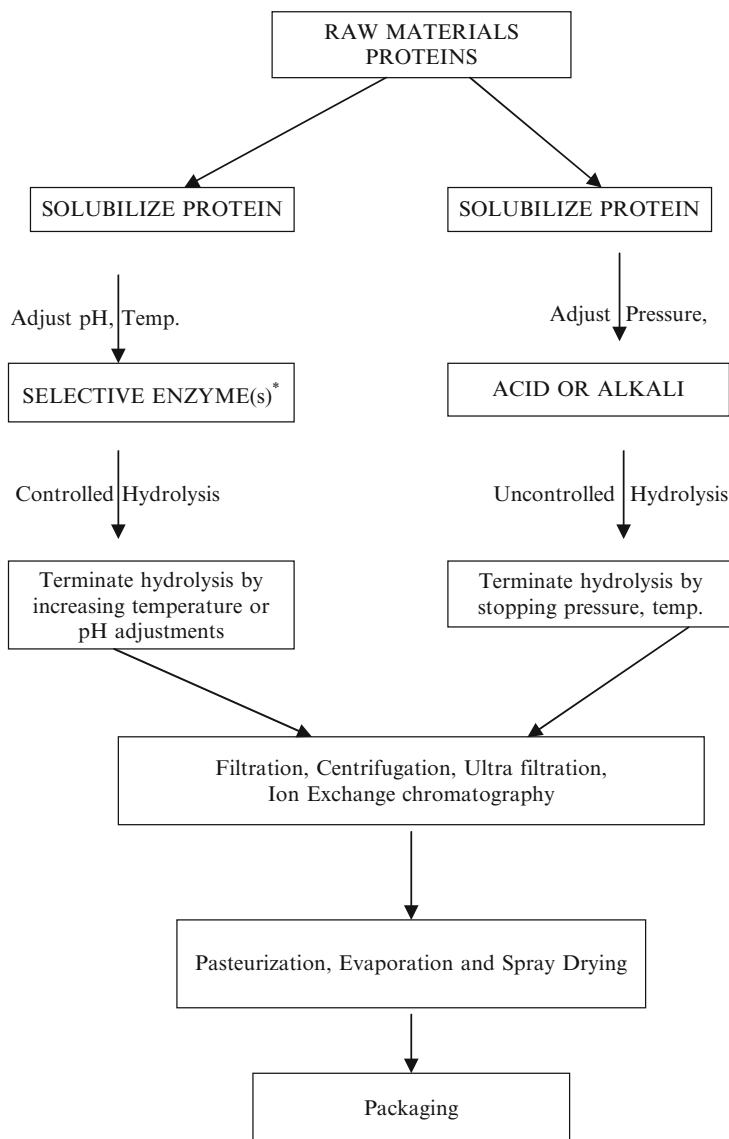 RAW MATERIALS
PROTEINS
SOLUBILIZE PROTEIN
SOLUBILIZE PROTEIN
Adjust pH, Temp.
Adjust Pressure,
SELECTIVE ENZYME(s)*
ACID OR ALKALI
Controlled Hydrolysis
Uncontrolled Hydrolysis
Terminate hydrolysis by
increasing temperature or
pH adjustments
Terminate hydrolysis by
stopping pressure, temp.
Filtration, Centrifugation, Ultra filtration,
Ion Exchange chromatography
Pasteurization, Evaporation and Spray Drying
Packaging